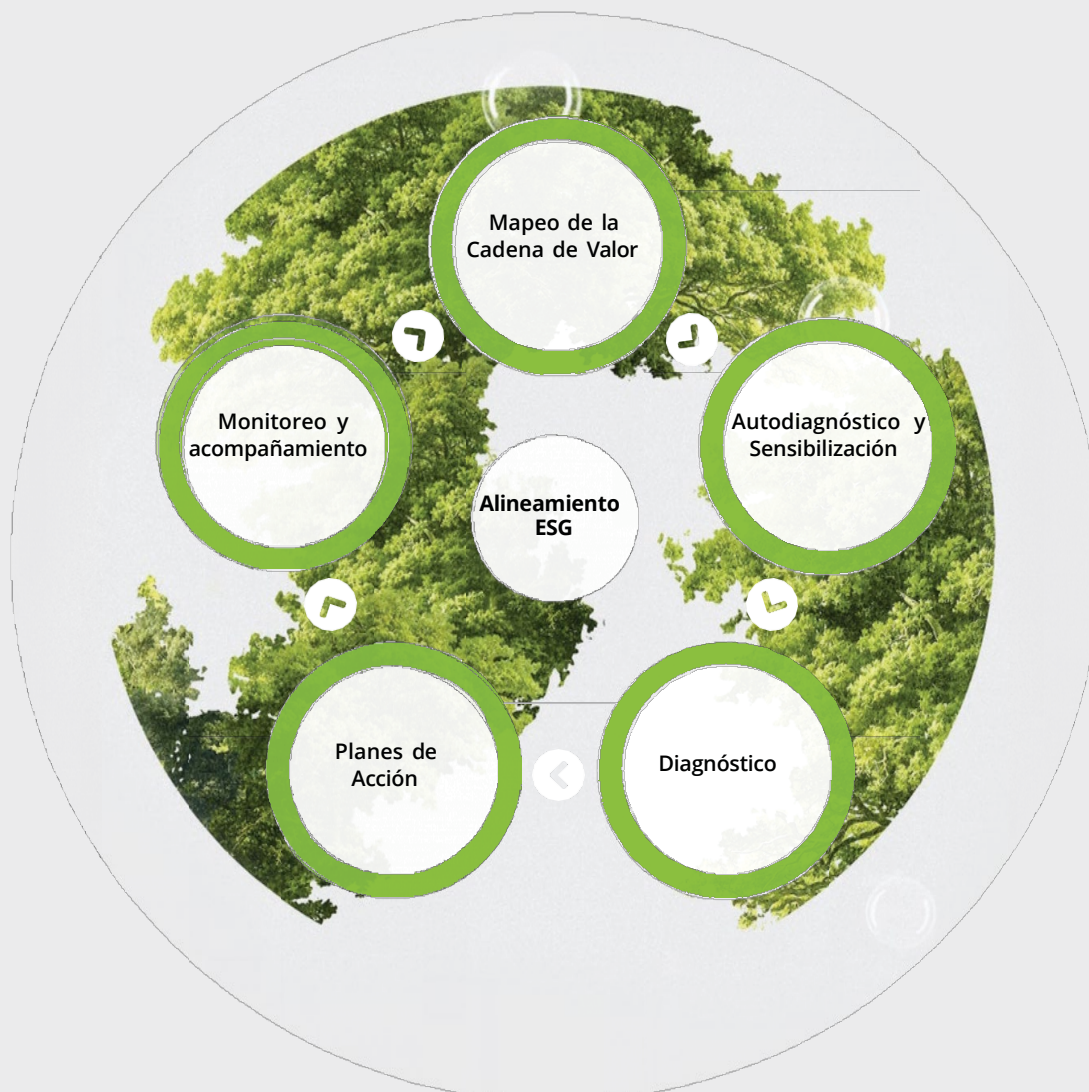 Mapeo de la
Cadena de Valor
Autodiagnóstico y
Sensibilización
Diagnóstico
Planes de
Acción
Monitoreo y
acompañamiento
Alineamiento
ESG